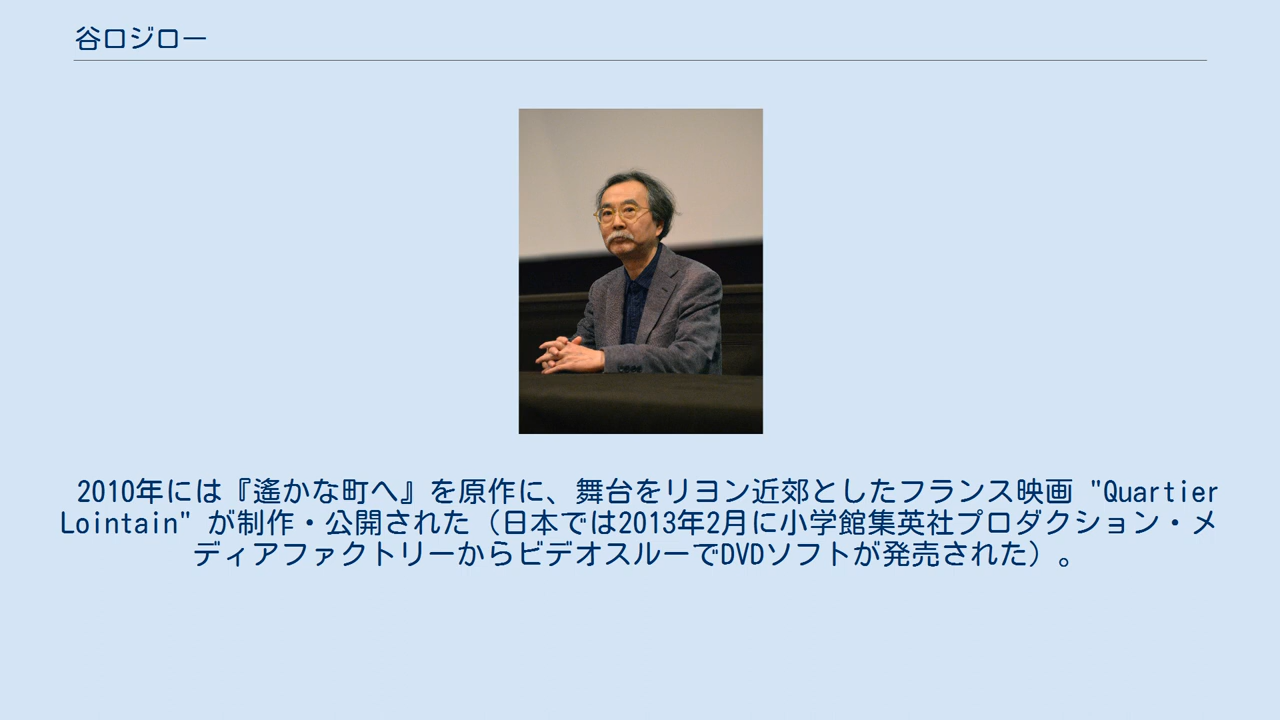 谷口ジロー
2010年には『遙かな町へ』を原作に、舞台をリヨン近郊としたフランス映画 "Quartier
Lointain" が制作・公開された（日本では2013年2月に小学館集英社プロダクション・メ
ディアファクトリーからビデオスルーでDVDソフトが発売された）。